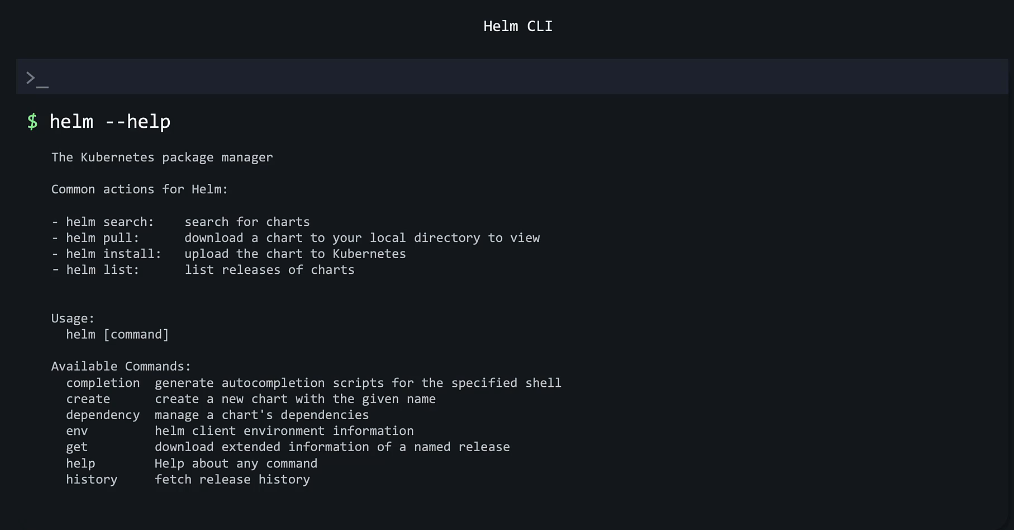 Helm CLI
>_
$ helm --help
The Kubernetes package manager
Common actions for Helm:
- helm search:    search for charts
- helm pull:      download a chart to your local directory to view
- helm install:   upload the chart to Kubernetes
- helm list:      list releases of charts
Usage:
  helm [command]
Available Commands:
  completion  generate autocompletion scripts for the specified shell
  create      create a new chart with the given name
  dependency  manage a chart's dependencies
  env         helm client environment information
  get         download extended information of a named release
  help        Help about any command
  history     fetch release history